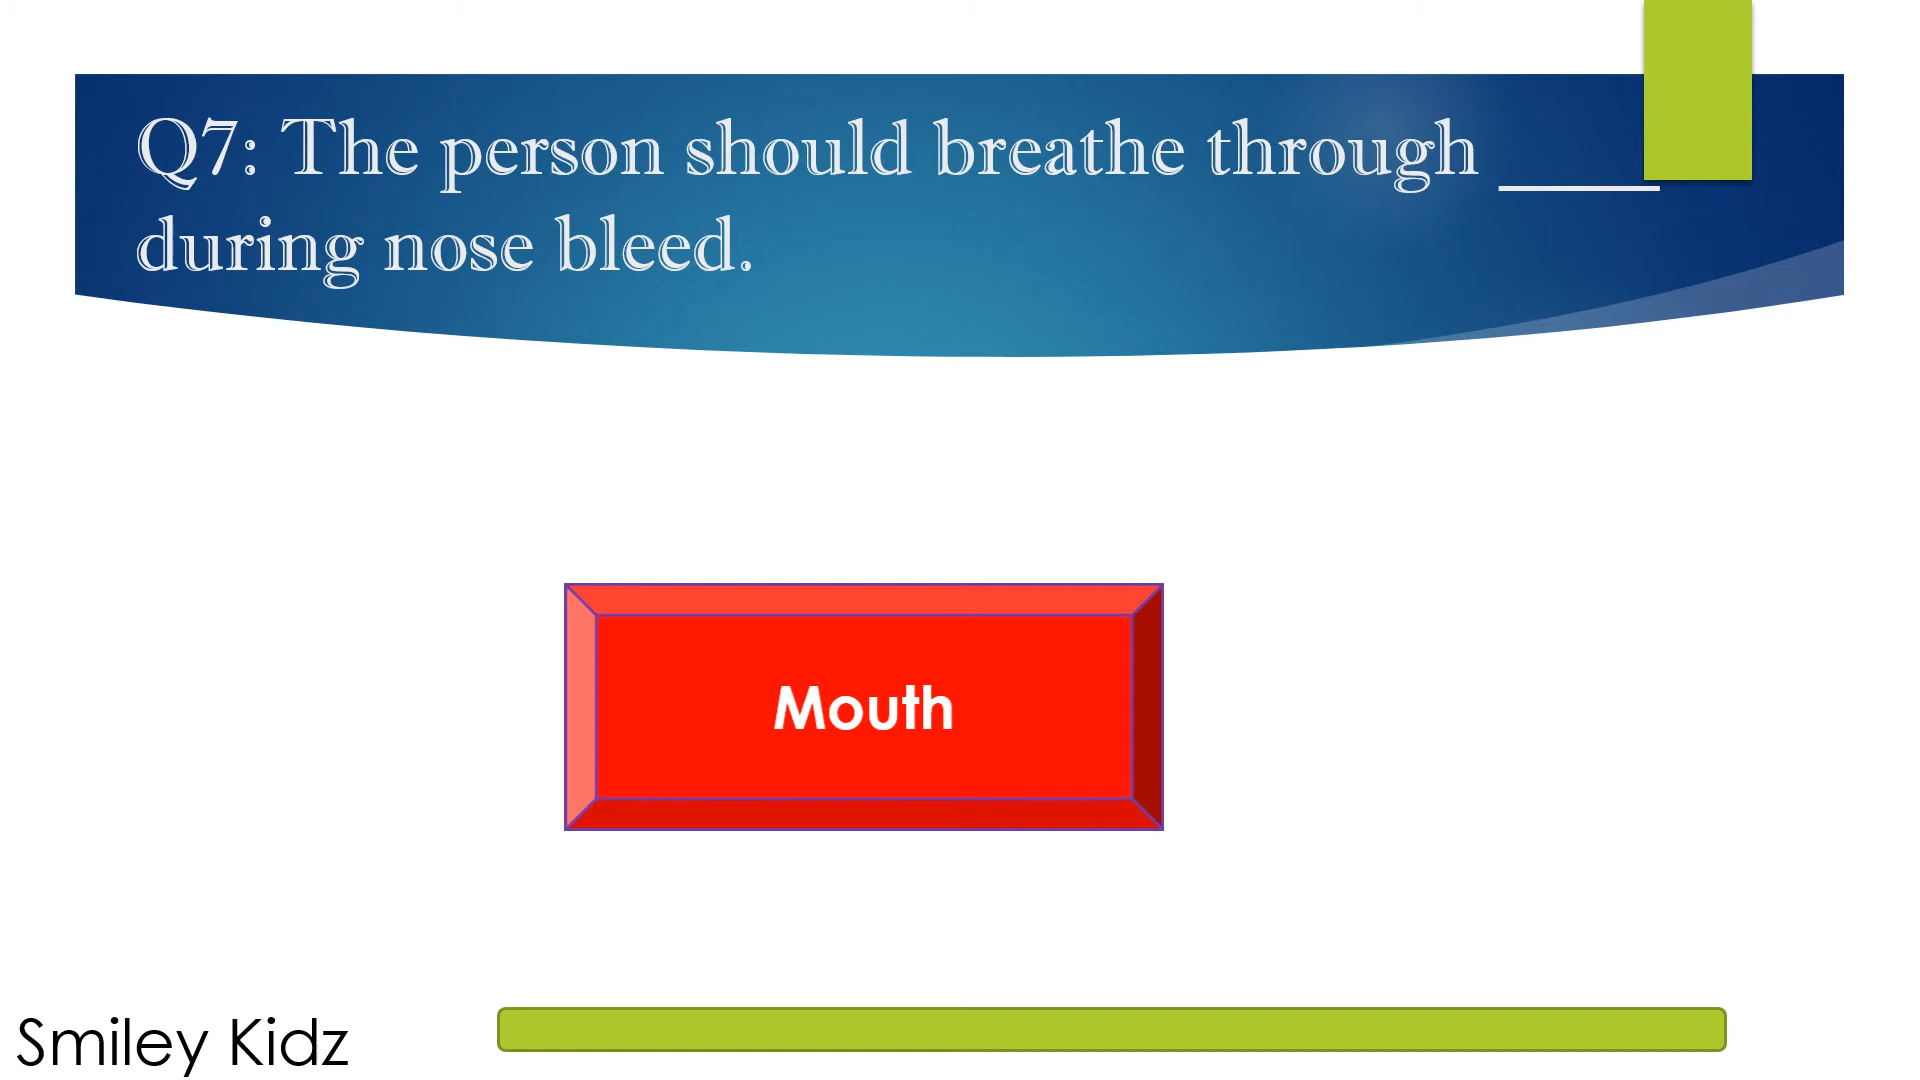 Q7: The person should breathe through _____
during nose bleed.
Mouth
Smiley Kidz